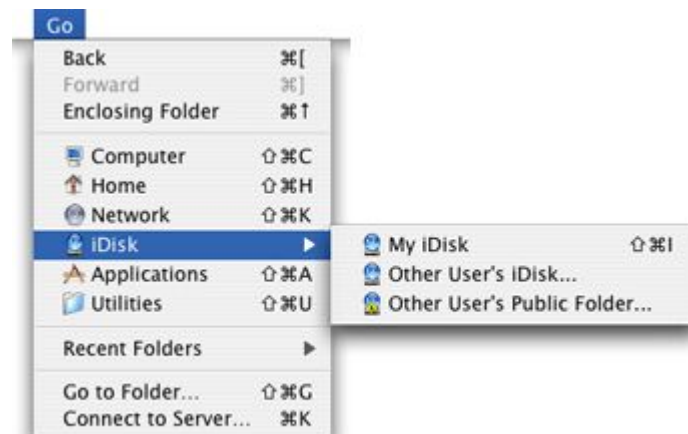 Go
Back ⌘[
Forward ⌘]
Enclosing Folder ⌘↑
Computer ⇧⌘C
Home ⇧⌘H
Network ⇧⌘K
iDisk ▶
My iDisk ⇧⌘I
Applications ⇧⌘A
Other User's iDisk...
Utilities ⇧⌘U
Other User's Public Folder...
Recent Folders ▶
Go to Folder... ⇧⌘G
Connect to Server... ⌘K